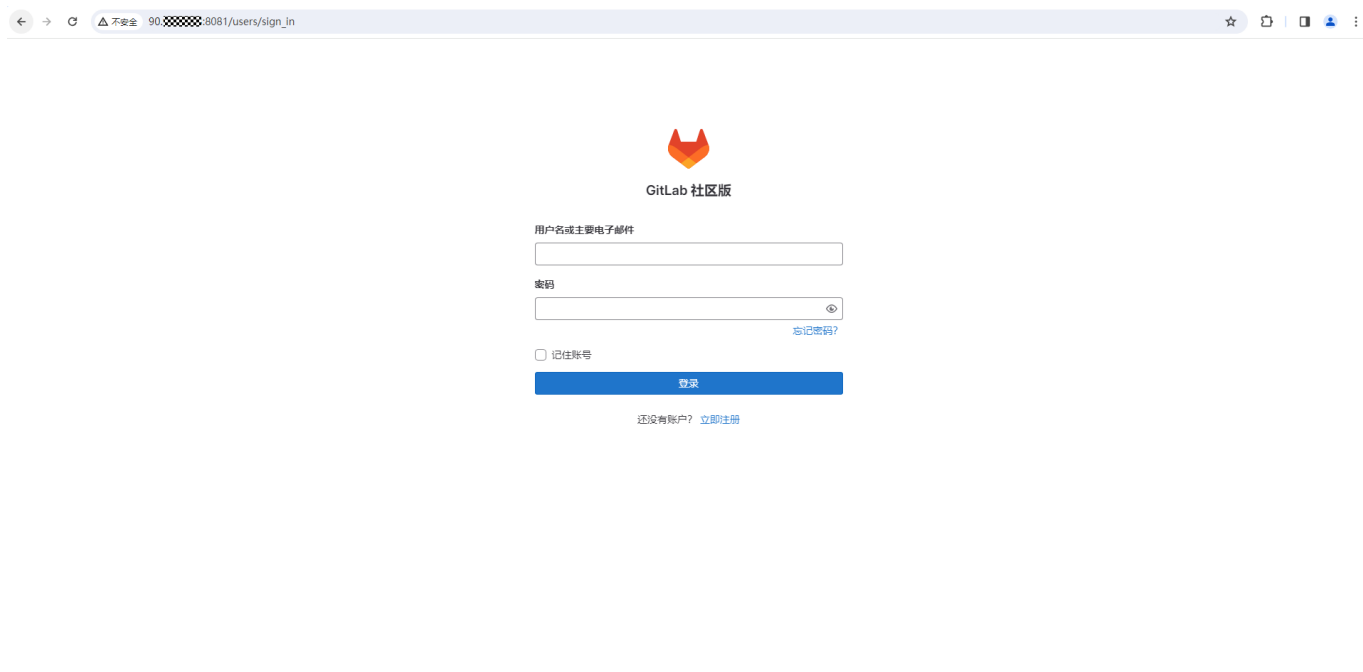 不安全 90. :8081/users/sign_in
GitLab 社区版
用户名或主要电子邮件
密码
忘记密码?
记住账号
登录
还没有账户? 立即注册